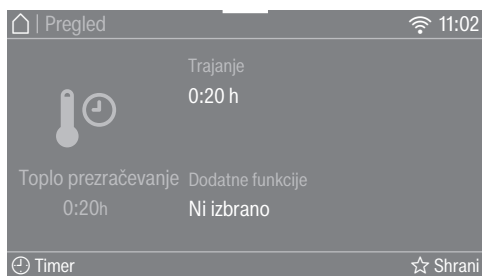 | Pregled 11:02
Trajanje
0:20 h
Toplo prezračevanje
0:20h
Dodatne funkcije
Ni izbrano
Timer
Shrani